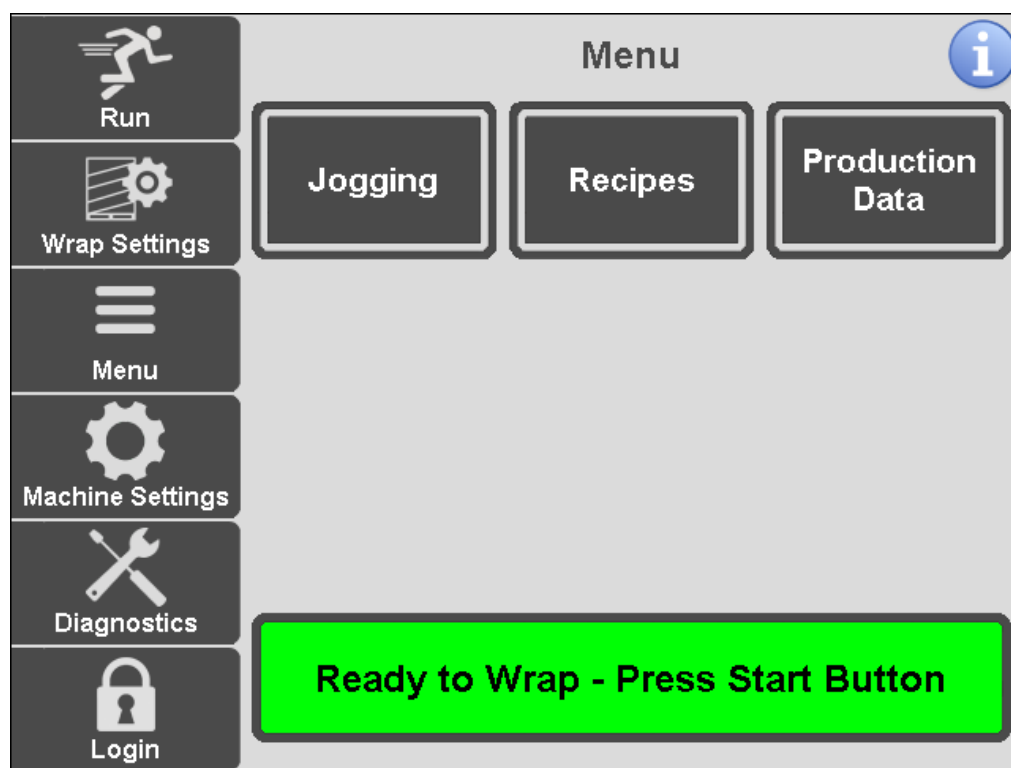 Run
Wrap Settings
Menu
Machine Settings
Diagnostics
Login
Menu
i
Jogging
Recipes
Production
Data
Ready to Wrap - Press Start Button